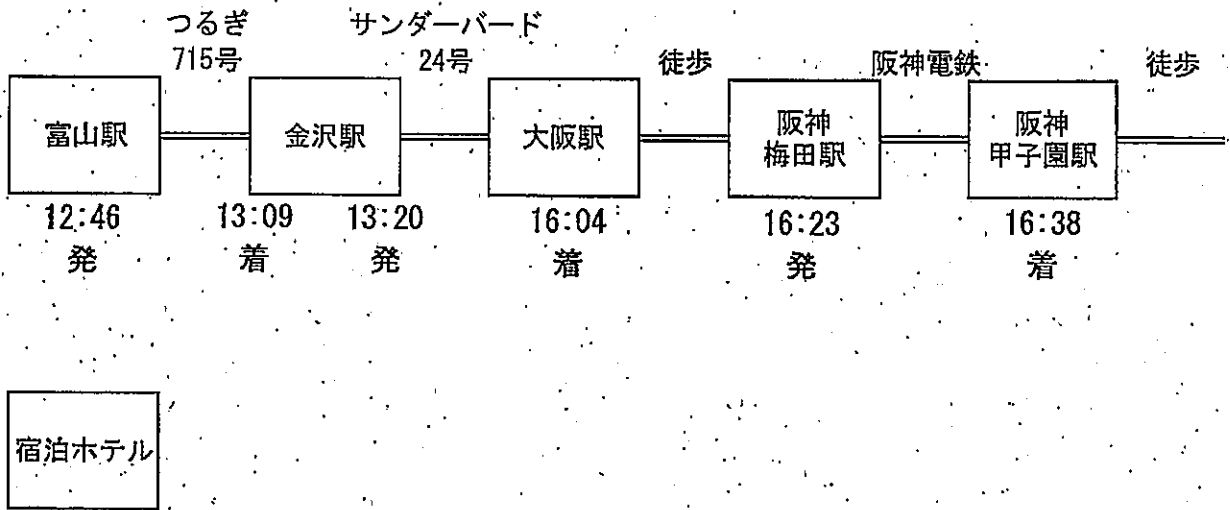 つるぎ
715号
サンダーバード
24号
徒歩
阪神電鉄
徒歩
富山駅
金沢駅
大阪駅
阪神
梅田駅
阪神
甲子園駅
12:46
発
13:09
着
13:20
発
16:04
着
16:23
発
16:38
着
宿泊ホテル